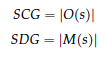 SCG = |O(s)|
SDG = |M(s)|